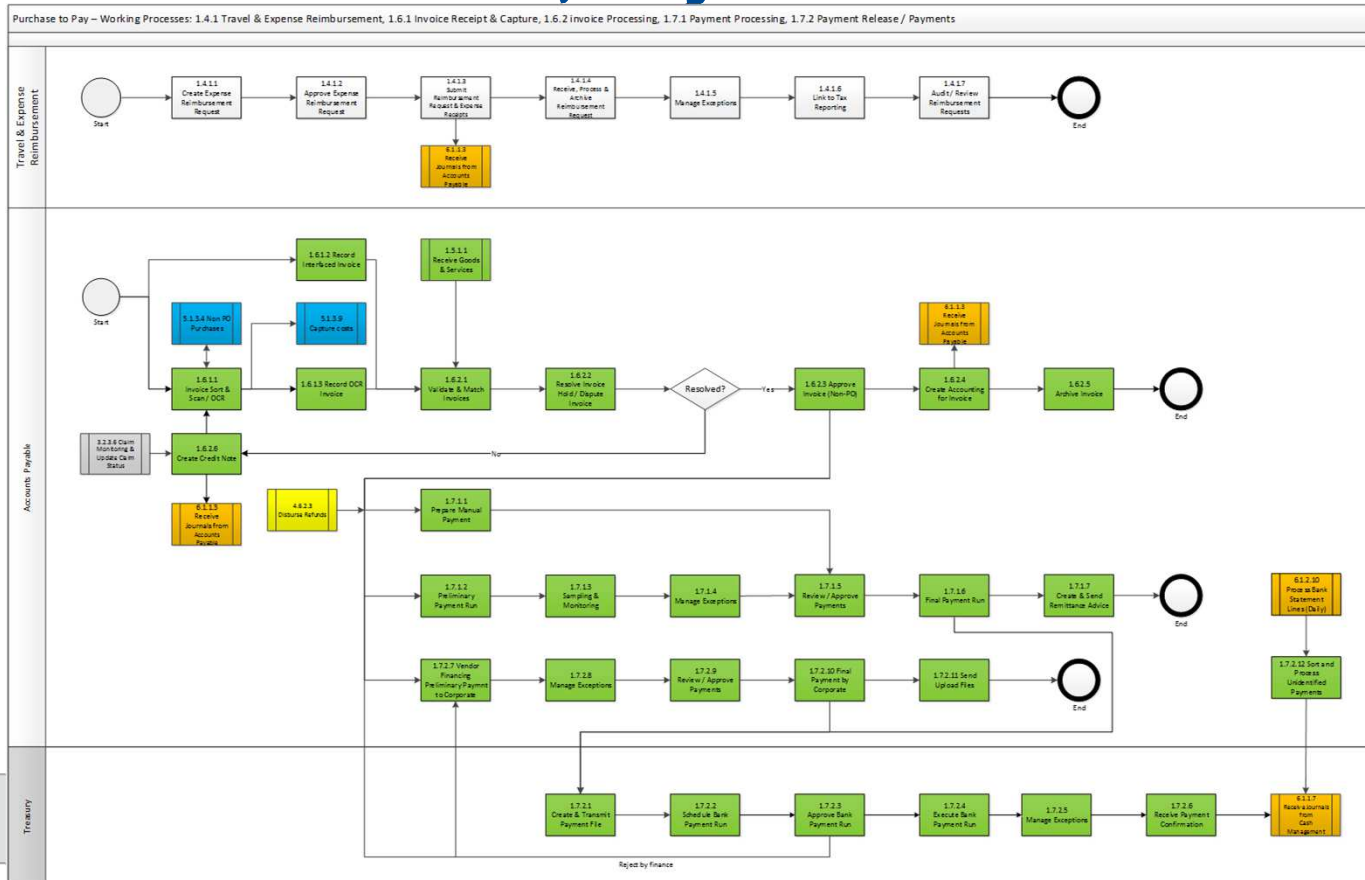 Purchase to Pay – Working Processes: 1.4.1 Travel & Expense Reimbursement, 1.6.1 Invoice Receipt & Capture, 1.6.2 invoice Processing, 1.7.1 Payment Processing, 1.7.2 Payment Release / Payments
Travel & Expense
Reimbursement
Start
1.4.1.1
Create Expense
Reimbursement
Request
1.4.1.2
Approve Expense
Reimbursement
Request
1.4.1.3
Submit
Reimbursement
Request & Expense
Receipts
1.4.1.4
Receive, Process &
Archive
Reimbursement
Request
1.4.1.5
Manage Exceptions
1.4.1.6
Link to Tax
Reporting
1.4.1.7
Audit / Review
Reimbursement
Requests
End
6.1.1.3
Receive
Journals from
Accounts
Payable
Accounts Payable
Start
1.6.1.2 Record
Interfaced Invoice
1.5.1.1
Receive Goods
& Services
5.1.3.4 Non PO
Purchases
5.1.3.9
Capture costs
6.1.1.3
Receive
Journals from
Accounts
Payable
1.6.1.1
Invoice Sort &
Scan / OCR
1.6.1.3 Record OCR
Invoice
1.6.2.1
Validate & Match
Invoices
1.6.2.2
Resolve Invoice
Hold / Dispute
Invoice
Resolved?
Yes
1.6.2.3 Approve
Invoice (Non-PO)
1.6.2.4
Create Accounting
for Invoice
1.6.2.5
Archive Invoice
End
3.2.3.6 Claim
Monitoring &
Update Claim
Status
1.6.2.6
Create Credit Note
No
6.1.1.3
Receive
Journals from
Accounts
Payable
4.6.2.3
Disburse Refunds
1.7.1.1
Prepare Manual
Payment
1.7.1.2
Preliminary
Payment Run
1.7.1.3
Sampling &
Monitoring
1.7.1.4
Manage Exceptions
1.7.1.5
Review / Approve
Payments
1.7.1.6
Final Payment Run
1.7.1.7
Create & Send
Remittance Advice
End
6.1.2.10
Process Bank
Statement
Lines (Daily)
1.7.2.7 Vendor
Financing
Preliminary Paymnt
to Corporate
1.7.2.8
Manage Exceptions
1.7.2.9
Review / Approve
Payments
1.7.2.10 Final
Payment by
Corporate
1.7.2.11 Send
Upload Files
End
1.7.2.12 Sort and
Process
Unidentified
Payments
Treasury
1.7.2.1
Create & Transmit
Payment File
1.7.2.2
Schedule Bank
Payment Run
1.7.2.3
Approve Bank
Payment Run
1.7.2.4
Execute Bank
Payment Run
1.7.2.5
Manage Exceptions
1.7.2.6
Receive Payment
Confirmation
6.1.1.7
Receive Journals
from
Cash
Management
Reject by finance